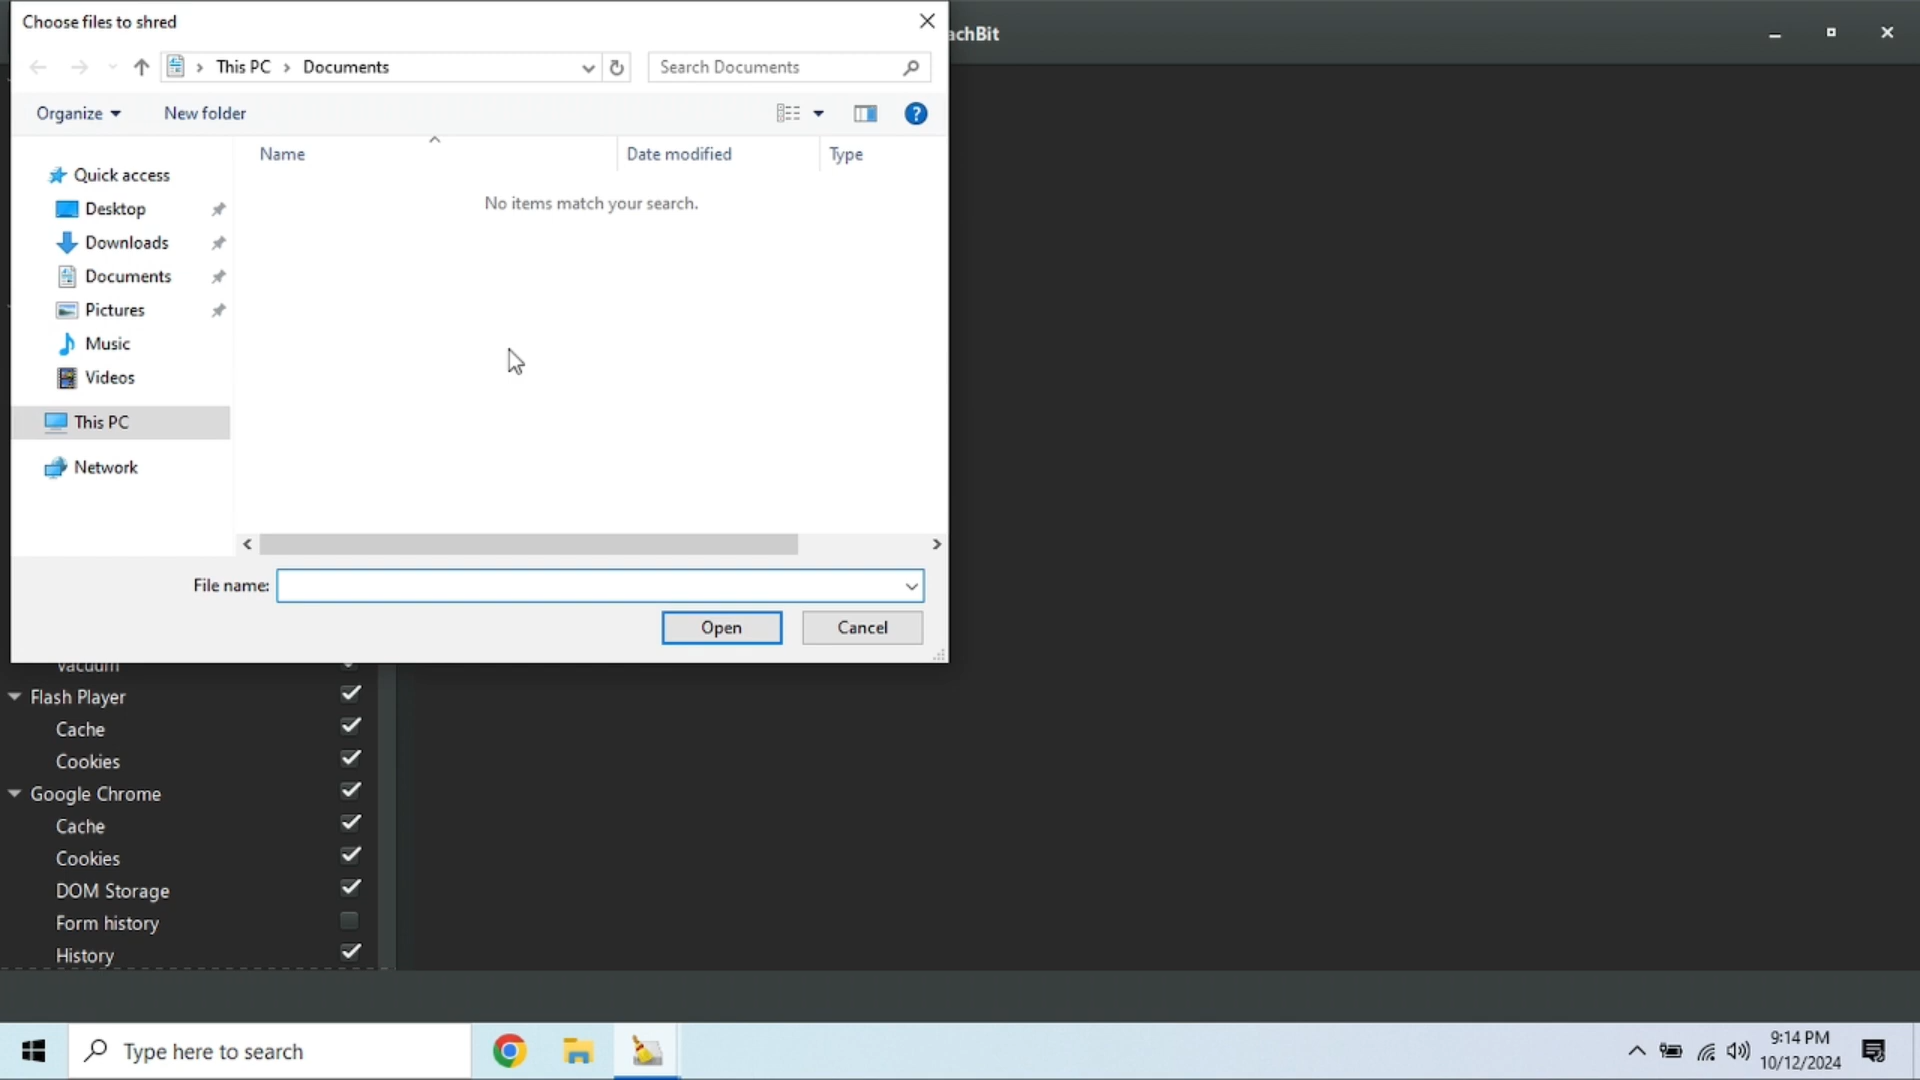 Choose files to shred
achBit
This PC > Documents
Search Documents
Organize
New folder
Name
Date modified
Type
No items match your search.
Quick access
Desktop
Downloads
Documents
Pictures
Music
Videos
This PC
Network
File name:
Open
Cancel
Vacuum
Flash Player
Cache
Cookies
Google Chrome
Cache
Cookies
DOM Storage
Form history
History
Type here to search
9:14 PM
10/12/2024